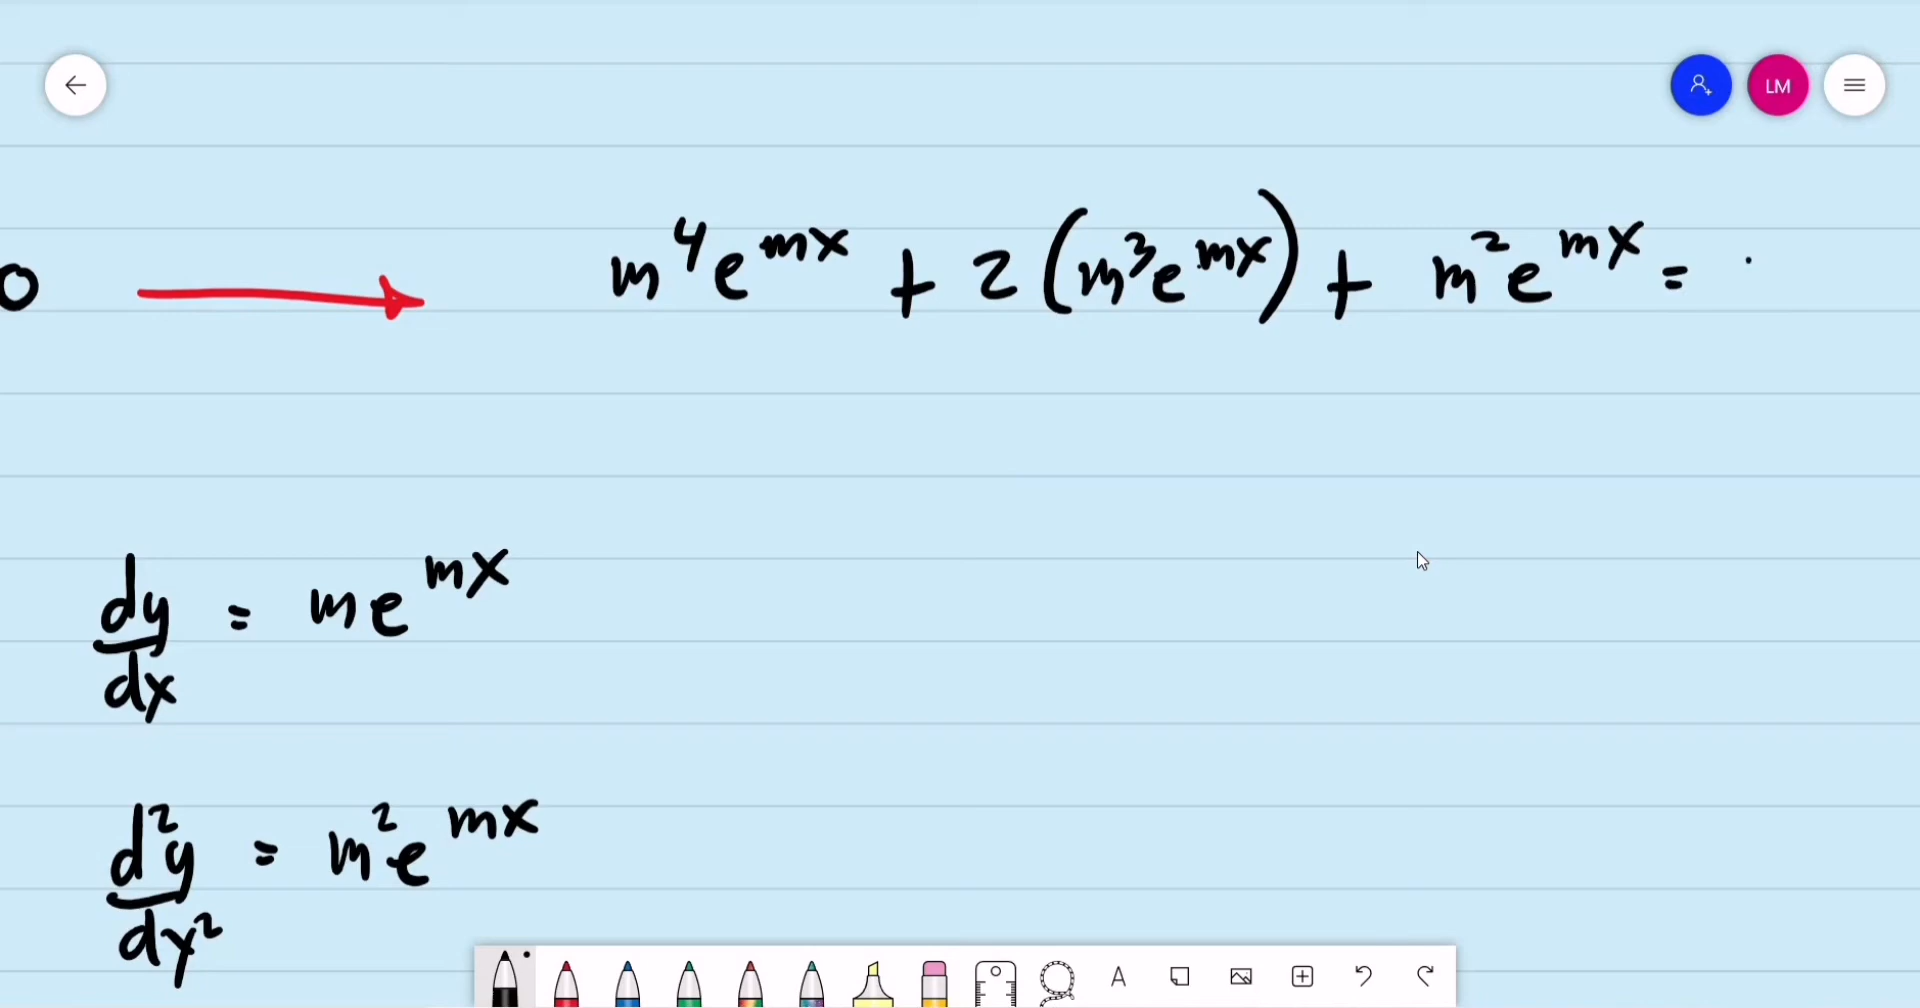 LM
0 → m⁴e^{mx} + 2(m³e^{mx}) + m²e^{mx} =
dy/dx = me^{mx}
d²y/dy² = m²e^{mx}
A